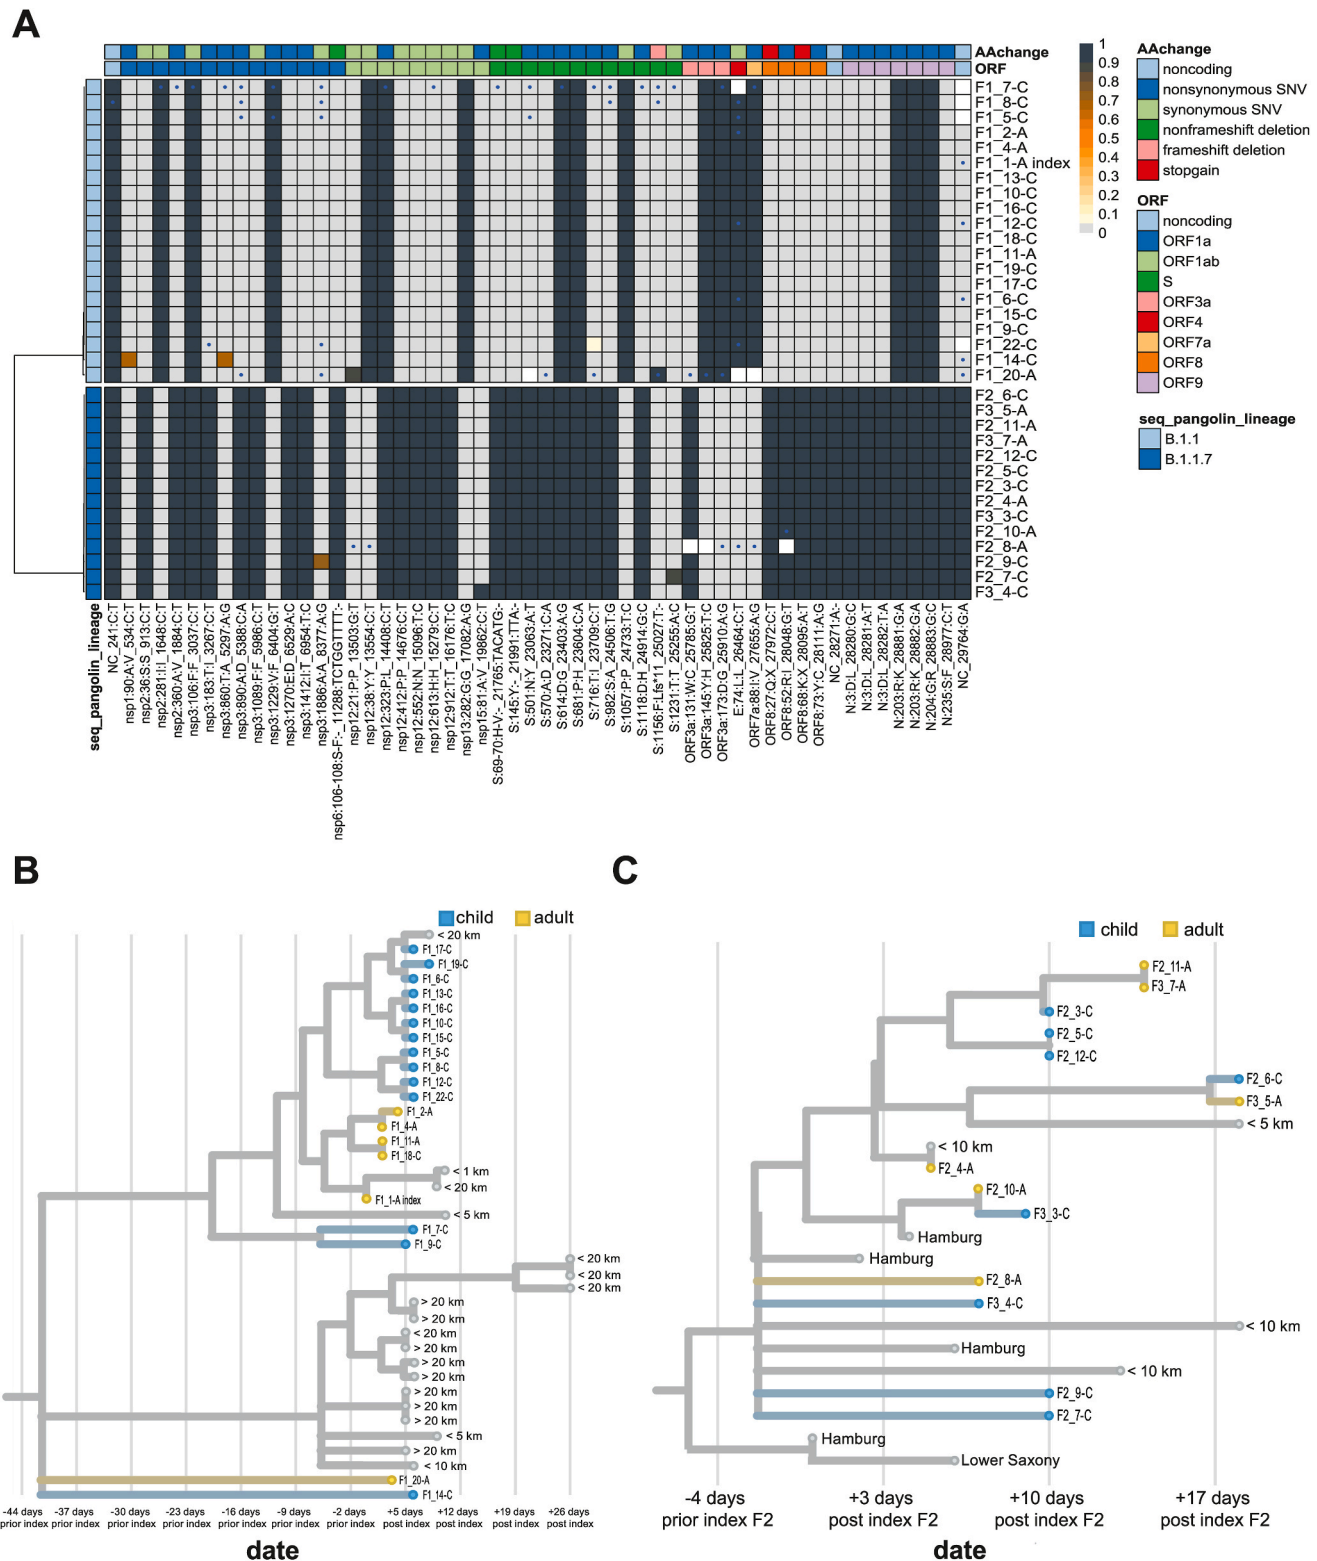 A
AAchange
ORF
F1_7-C
F1_8-C
F1_5-C
F1_2-A
F1_4-A
F1_1-A index
F1_13-C
F1_10-C
F1_16-C
F1_12-C
F1_18-C
F1_11-A
F1_19-C
F1_17-C
F1_6-C
F1_15-C
F1_9-C
F1_22-C
F1_14-C
F1_20-A
F2_6-C
F3_5-A
F2_11-A
F3_7-A
F2_12-C
F2_5-C
F2_3-C
F2_4-A
F3_3-C
F2_10-A
F2_8-A
F2_9-C
F2_7-C
F3_4-C
1
0.9
0.8
0.7
0.6
0.5
0.4
0.3
0.2
0.1
0
AAchange
noncoding
nonsynonymous SNV
synonymous SNV
nonframeshift deletion
frameshift deletion
stopgain
ORF
noncoding
ORF1a
ORF1ab
S
ORF3a
ORF4
ORF7a
ORF8
ORF9
seq_pangolin_lineage
B.1.1
B.1.1.7
seq_pangolin_lineage
NC_241:C:T
nsp1:90:A:V_534:C:T
nsp2:36:S:S_913:C:T
nsp2:281:I:I_1648:C:T
nsp2:360:A:V_1884:C:T
nsp3:106:F:F_3037:C:T
nsp3:183:T:I_3267:C:T
nsp3:860:T:A_5297:A:G
nsp3:890:A:D_5388:C:A
nsp3:1089:F:F_5986:C:T
nsp3:1229:V:F_6404:G:T
nsp3:1270:E:D_6529:A:C
nsp3:1412:I:T_6954:T:C
nsp3:1886:A:A_8377:A:G
nsp6:106-108:S-F:-_11288:TCTGGTTTT:-
nsp12:21:P:P_13503:G:T
nsp12:38:Y:Y_13554:C:T
nsp12:323:P:L_14408:C:T
nsp12:412:P:P_14676:C:T
nsp12:552:N:N_15096:T:C
nsp12:613:H:H_15279:C:T
nsp12:912:T:T_16176:T:C
nsp13:282:G:G_17082:A:G
nsp15:81:A:V_19862:C:T
S:69-70:H-V:-_21765:TACATG:-
S:145:Y:-_21991:TTA:-
S:501:N:Y_23063:A:T
S:570:A:D_23271:C:A
S:614:D:G_23403:A:G
S:681:P:H_23604:C:A
S:716:T:I_23709:C:T
S:982:S:A_24506:T:G
S:1057:P:P_24733:T:C
S:1118:D:H_24914:G:C
S:1156:F:Lfs*11_25027:T:-
S:1231:T:T_25255:A:C
ORF3a:131:W:C_25785:G:T
ORF3a:145:Y:H_25825:T:C
ORF3a:173:D:G_25910:A:G
E:74:L:L_26464:C:T
ORF7a:88:I:V_27655:A:G
ORF8:27:Q:X_27972:C:T
ORF8:52:R:I_28048:G:T
ORF8:68:K:X_28095:A:T
ORF8:73:Y:C_28111:A:G
NC_28271:A:-
N:3:D:L_28280:G:C
N:3:D:L_28281:A:T
N:3:D:L_28282:T:A
N:203:R:K_28881:G:A
N:203:R:K_28882:G:A
N:204:G:R_28883:G:C
N:235:S:F_28977:C:T
NC_29764:G:A
B
child
adult
< 20 km
F1_17-C
F1_19-C
F1_6-C
F1_13-C
F1_16-C
F1_10-C
F1_15-C
F1_5-C
F1_8-C
F1_12-C
F1_22-C
F1_2-A
F1_4-A
F1_11-A
F1_18-C
< 1 km
< 20 km
F1_1-A index
< 5 km
F1_7-C
F1_9-C
< 20 km
< 20 km
< 20 km
> 20 km
> 20 km
< 20 km
> 20 km
> 20 km
> 20 km
> 20 km
> 20 km
> 20 km
< 5 km
> 20 km
< 10 km
F1_20-A
F1_14-C
-44 days -37 days -30 days -23 days -16 days -9 days -2 days +5 days +12 days +19 days +26 days
prior index prior index prior index prior index prior index prior index prior index post index post index post index post index
date
C
child
adult
F2_11-A
F3_7-A
F2_3-C
F2_5-C
F2_12-C
F2_6-C
F3_5-A
< 5 km
< 10 km
F2_4-A
F2_10-A
F3_3-C
Hamburg
Hamburg
F2_8-A
F3_4-C
< 10 km
Hamburg
< 10 km
F2_9-C
F2_7-C
Hamburg
Lower Saxony
-4 days +3 days +10 days +17 days
prior index F2 post index F2 post index F2 post index F2
date